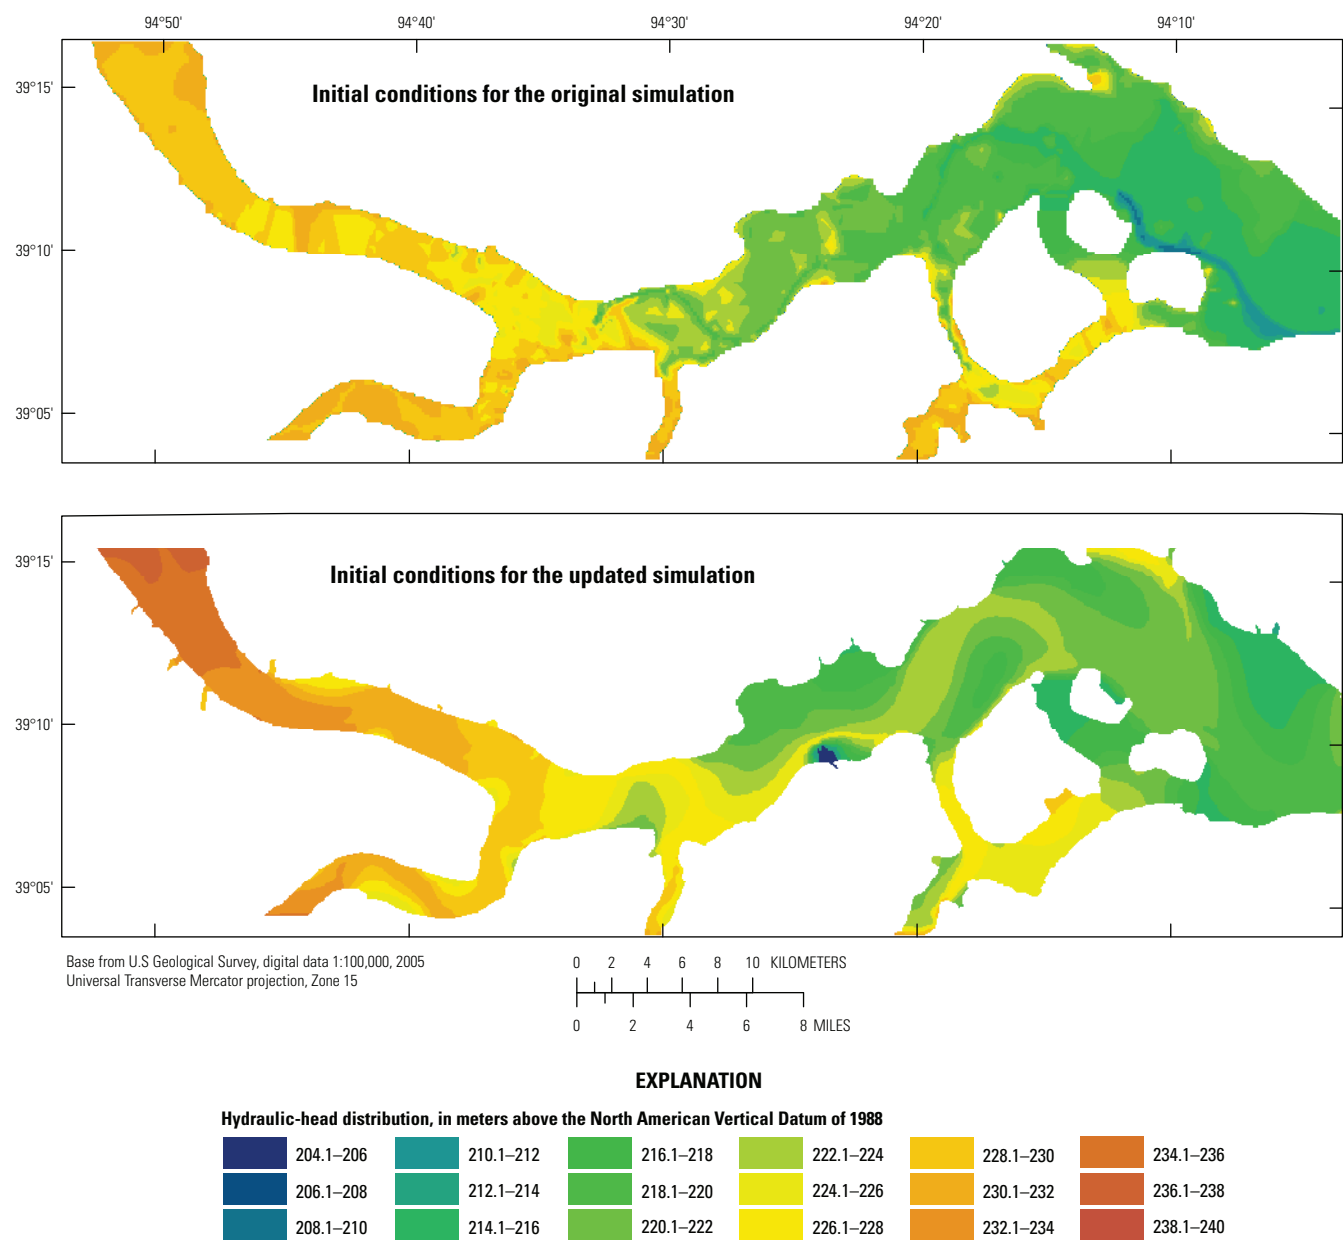 94°50' 94°40' 94°30' 94°20' 94°10'
39°15'
Initial conditions for the original simulation
39°10'
39°05'
39°15'
Initial conditions for the updated simulation
39°10'
39°05'
Base from U.S Geological Survey, digital data 1:100,000, 2005
Universal Transverse Mercator projection, Zone 15
0 2 4 6 8 10 KILOMETERS
0 2 4 6 8 MILES
EXPLANATION
Hydraulic-head distribution, in meters above the North American Vertical Datum of 1988
204.1–206 210.1–212 216.1–218 222.1–224 228.1–230 234.1–236
206.1–208 212.1–214 218.1–220 224.1–226 230.1–232 236.1–238
208.1–210 214.1–216 220.1–222 226.1–228 232.1–234 238.1–240